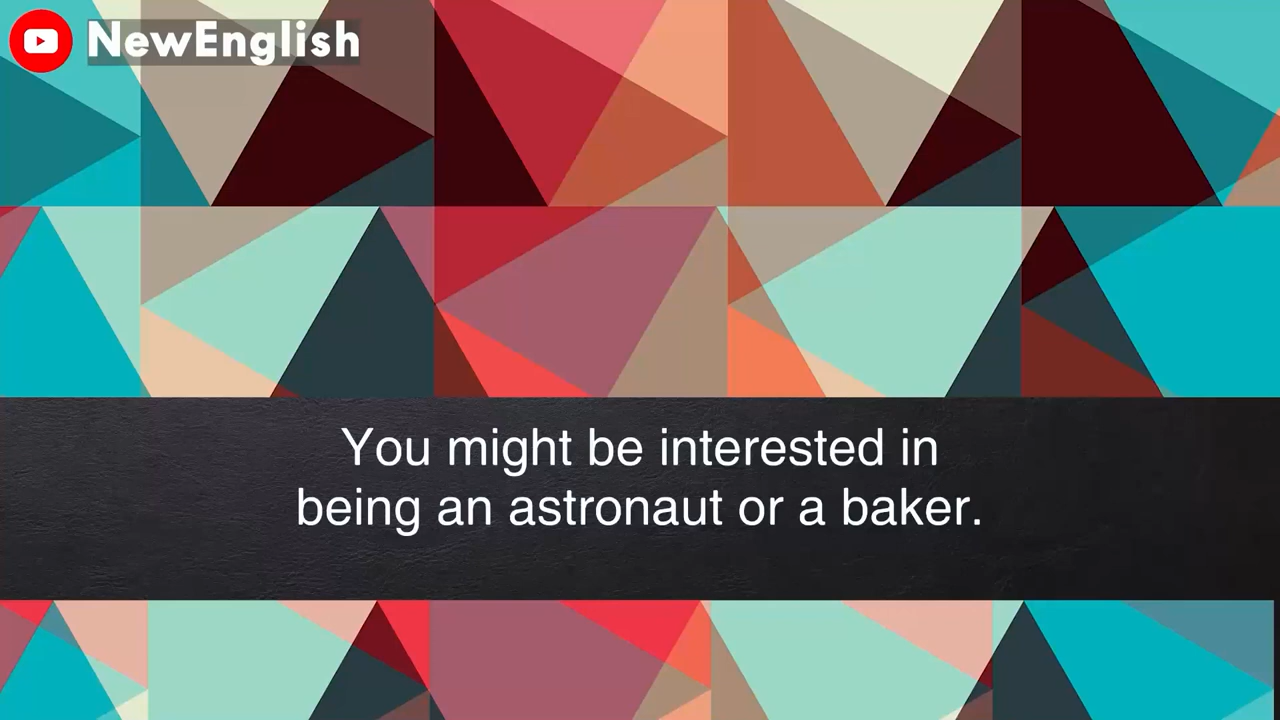 NewEnglish
You might be interested in
being an astronaut or a baker.